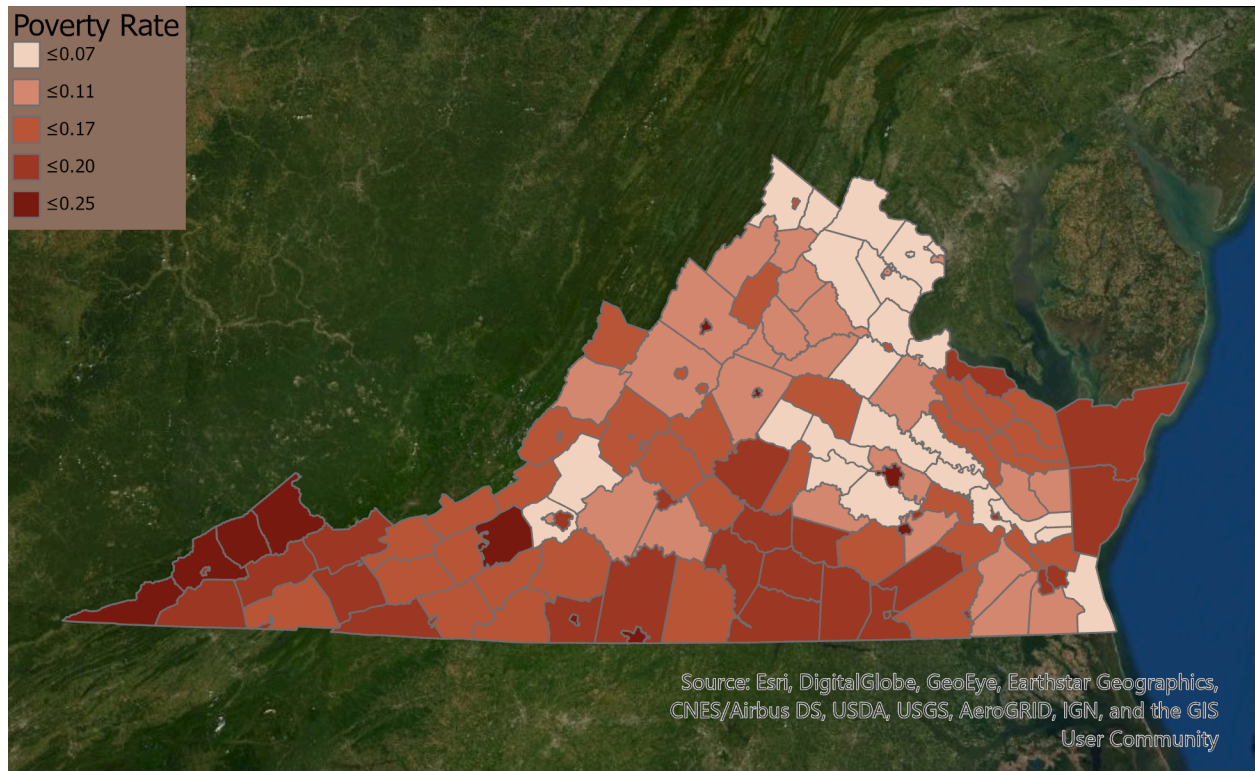 Poverty Rate
≤0.07
≤0.11
≤0.17
≤0.20
≤0.25
Source: Esri, DigitalGlobe, GeoEye, Earthstar Geographics,
CNES/Airbus DS, USDA, USGS, AeroGRID, IGN, and the GIS
User Community